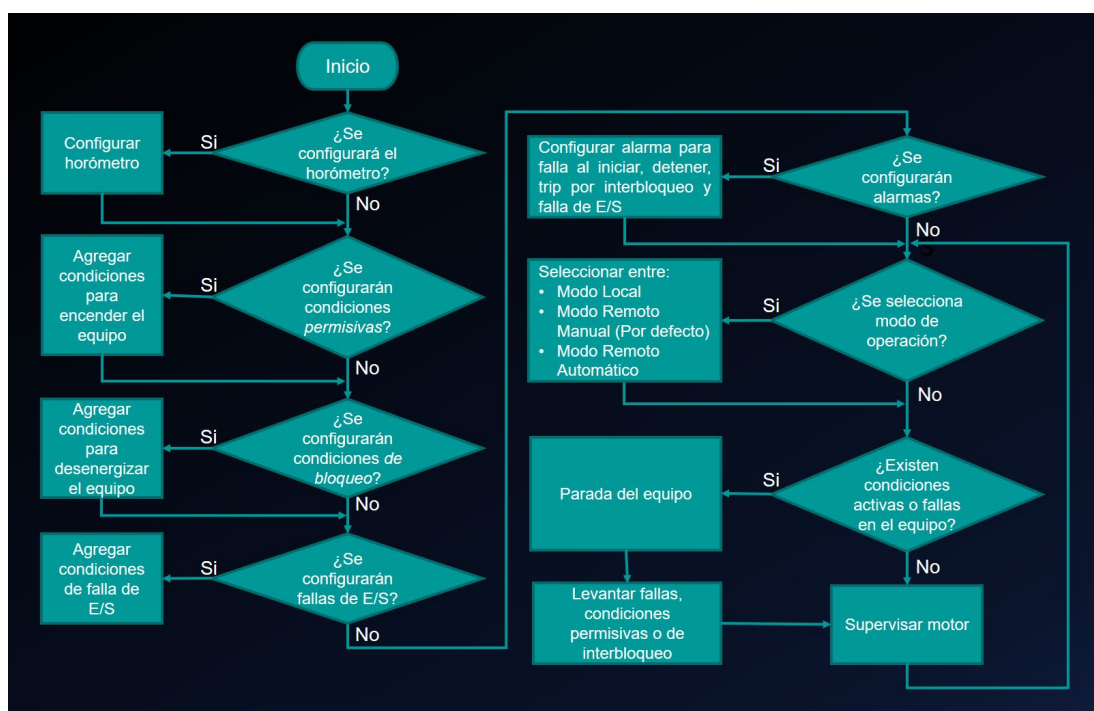 Inicio
¿Se
configurará el
horómetro?
Si
Configurar
horómetro
No
¿Se
configurarán
condiciones
permisivas?
Si
Agregar
condiciones
para
encender el
equipo
No
¿Se
configurarán
condiciones de
bloqueo?
Si
Agregar
condiciones
para
desenergizar
el equipo
No
¿Se
configurarán
fallas de E/S?
Si
Agregar
condiciones
de falla de
E/S
No
¿Se
configurarán
alarmas?
Si
Configurar alarma para
falla al iniciar, detener,
trip por interbloqueo y
falla de E/S
No
¿Se selecciona
modo de
operación?
Si
Seleccionar entre:
• Modo Local
• Modo Remoto
Manual (Por defecto)
• Modo Remoto
Automático
No
¿Existen
condiciones
activas o fallas
en el equipo?
Si
Parada del equipo
Levantar fallas,
condiciones
permisivas o de
interbloqueo
No
Supervisar motor